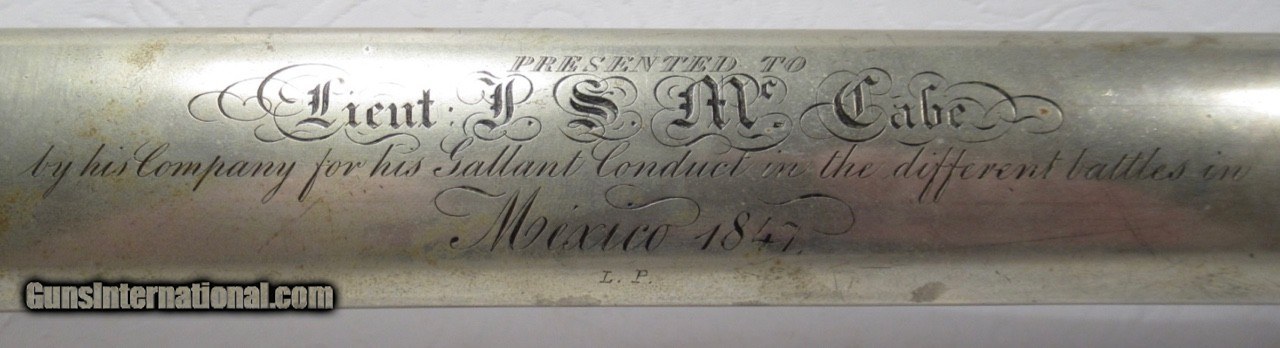 PRESENTED TO
Lieut: J. S. Mc. Cabe
by his Company for his Gallant Conduct in the different battles in
Mexico 1847.
L. P.
GunsInternational.com